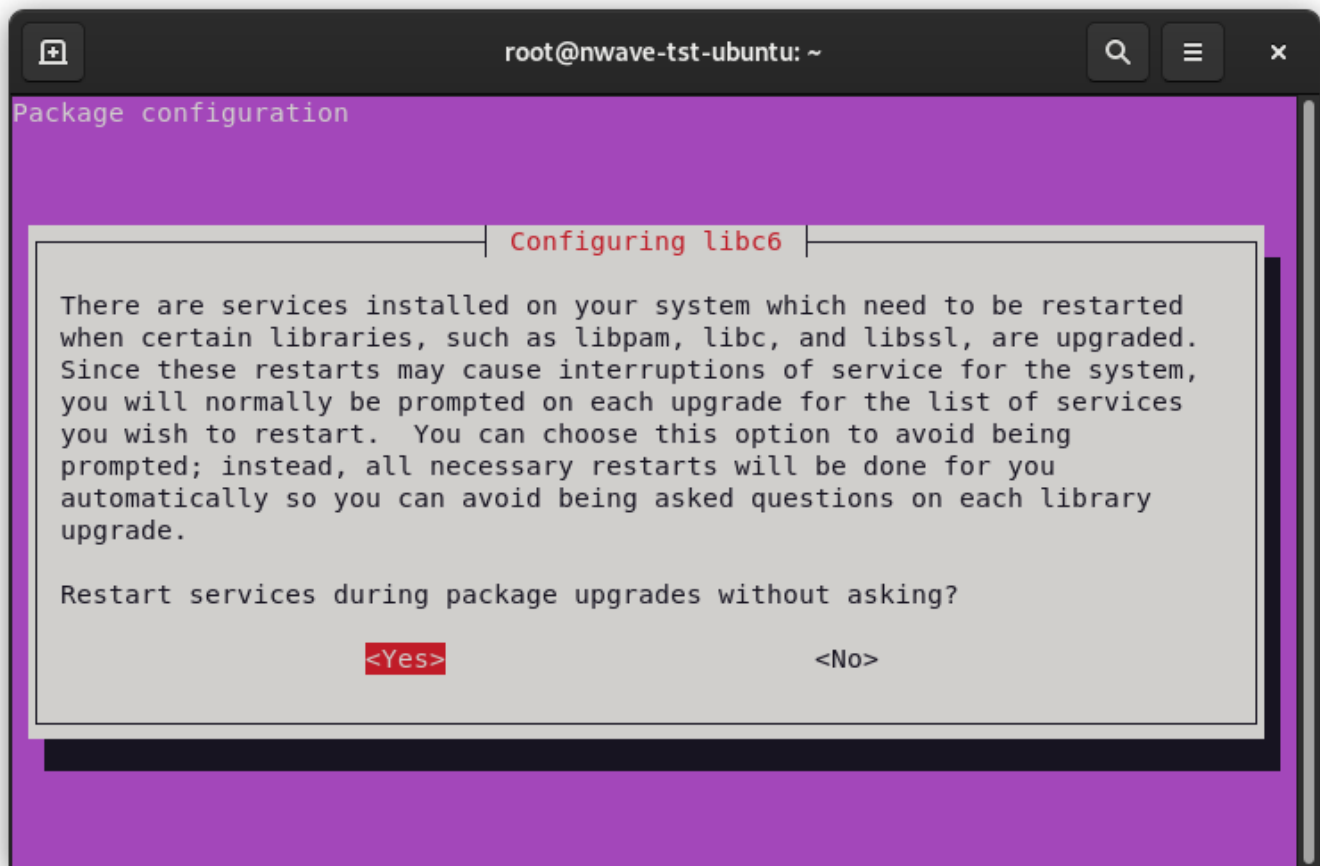 root@nwave-tst-ubuntu: ~
Package configuration
Configuring libc6
There are services installed on your system which need to be restarted
when certain libraries, such as libpam, libc, and libssl, are upgraded.
Since these restarts may cause interruptions of service for the system,
you will normally be prompted on each upgrade for the list of services
you wish to restart.  You can choose this option to avoid being
prompted; instead, all necessary restarts will be done for you
automatically so you can avoid being asked questions on each library
upgrade.
Restart services during package upgrades without asking?
<Yes> <No>